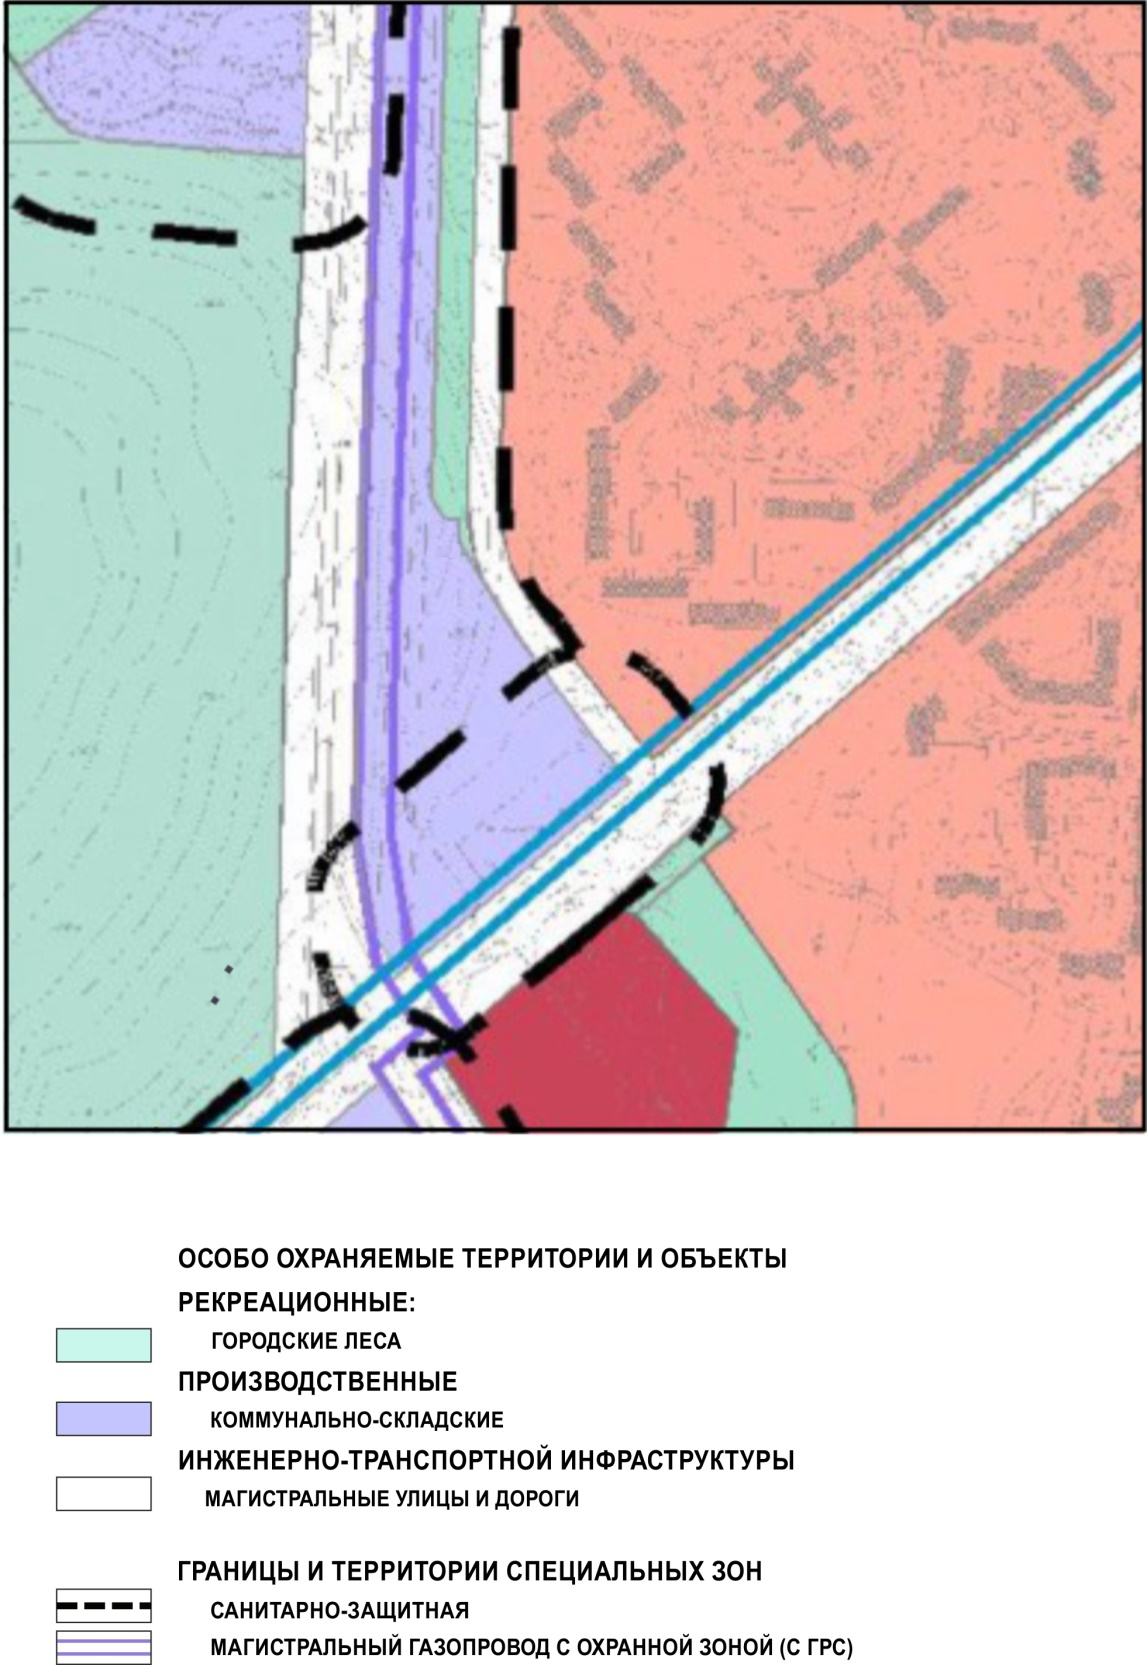 ОСОБО ОХРАНЯЕМЫЕ ТЕРРИТОРИИ И ОБЪЕКТЫ
РЕКРЕАЦИОННЫЕ:
ГОРОДСКИЕ ЛЕСА
ПРОИЗВОДСТВЕННЫЕ
КОММУНАЛЬНО-СКЛАДСКИЕ
ИНЖЕНЕРНО-ТРАНСПОРТНОЙ ИНФРАСТРУКТУРЫ
МАГИСТРАЛЬНЫЕ УЛИЦЫ И ДОРОГИ
ГРАНИЦЫ И ТЕРРИТОРИИ СПЕЦИАЛЬНЫХ ЗОН
САНИТАРНО-ЗАЩИТНАЯ
МАГИСТРАЛЬНЫЙ ГАЗОПРОВОД С ОХРАННОЙ ЗОНОЙ (С ГРС)